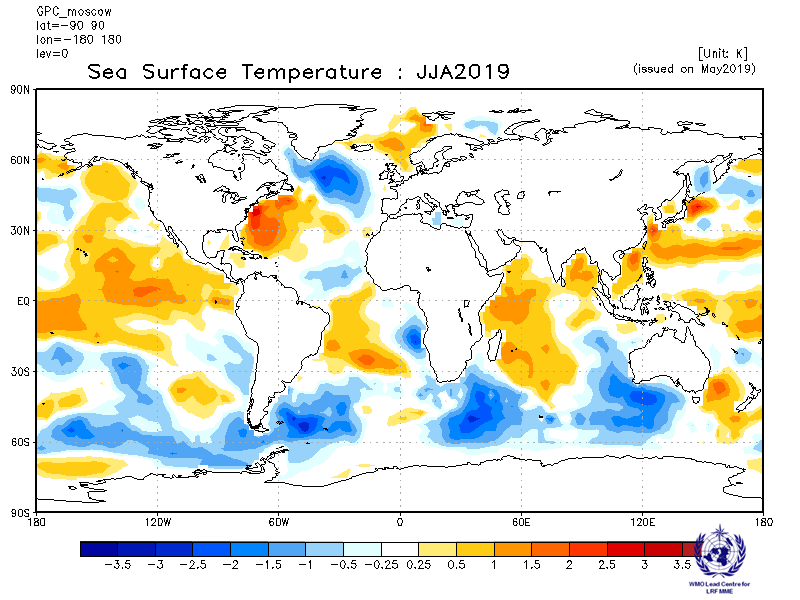 GPC_moscow
lat=-90 90
lon=-180 180
lev=0
[Unit: K]
Sea Surface Temperature : JJA2019
(issued on May2019)
90N
60N
30N
EQ
30S
60S
90S
180 120W 60W 0 60E 120E 180
-3.5 -3 -2.5 -2 -1.5 -1 -0.5 -0.25 0.25 0.5 1 1.5 2 2.5 3 3.5
WMO Lead Centre for
LRF MME